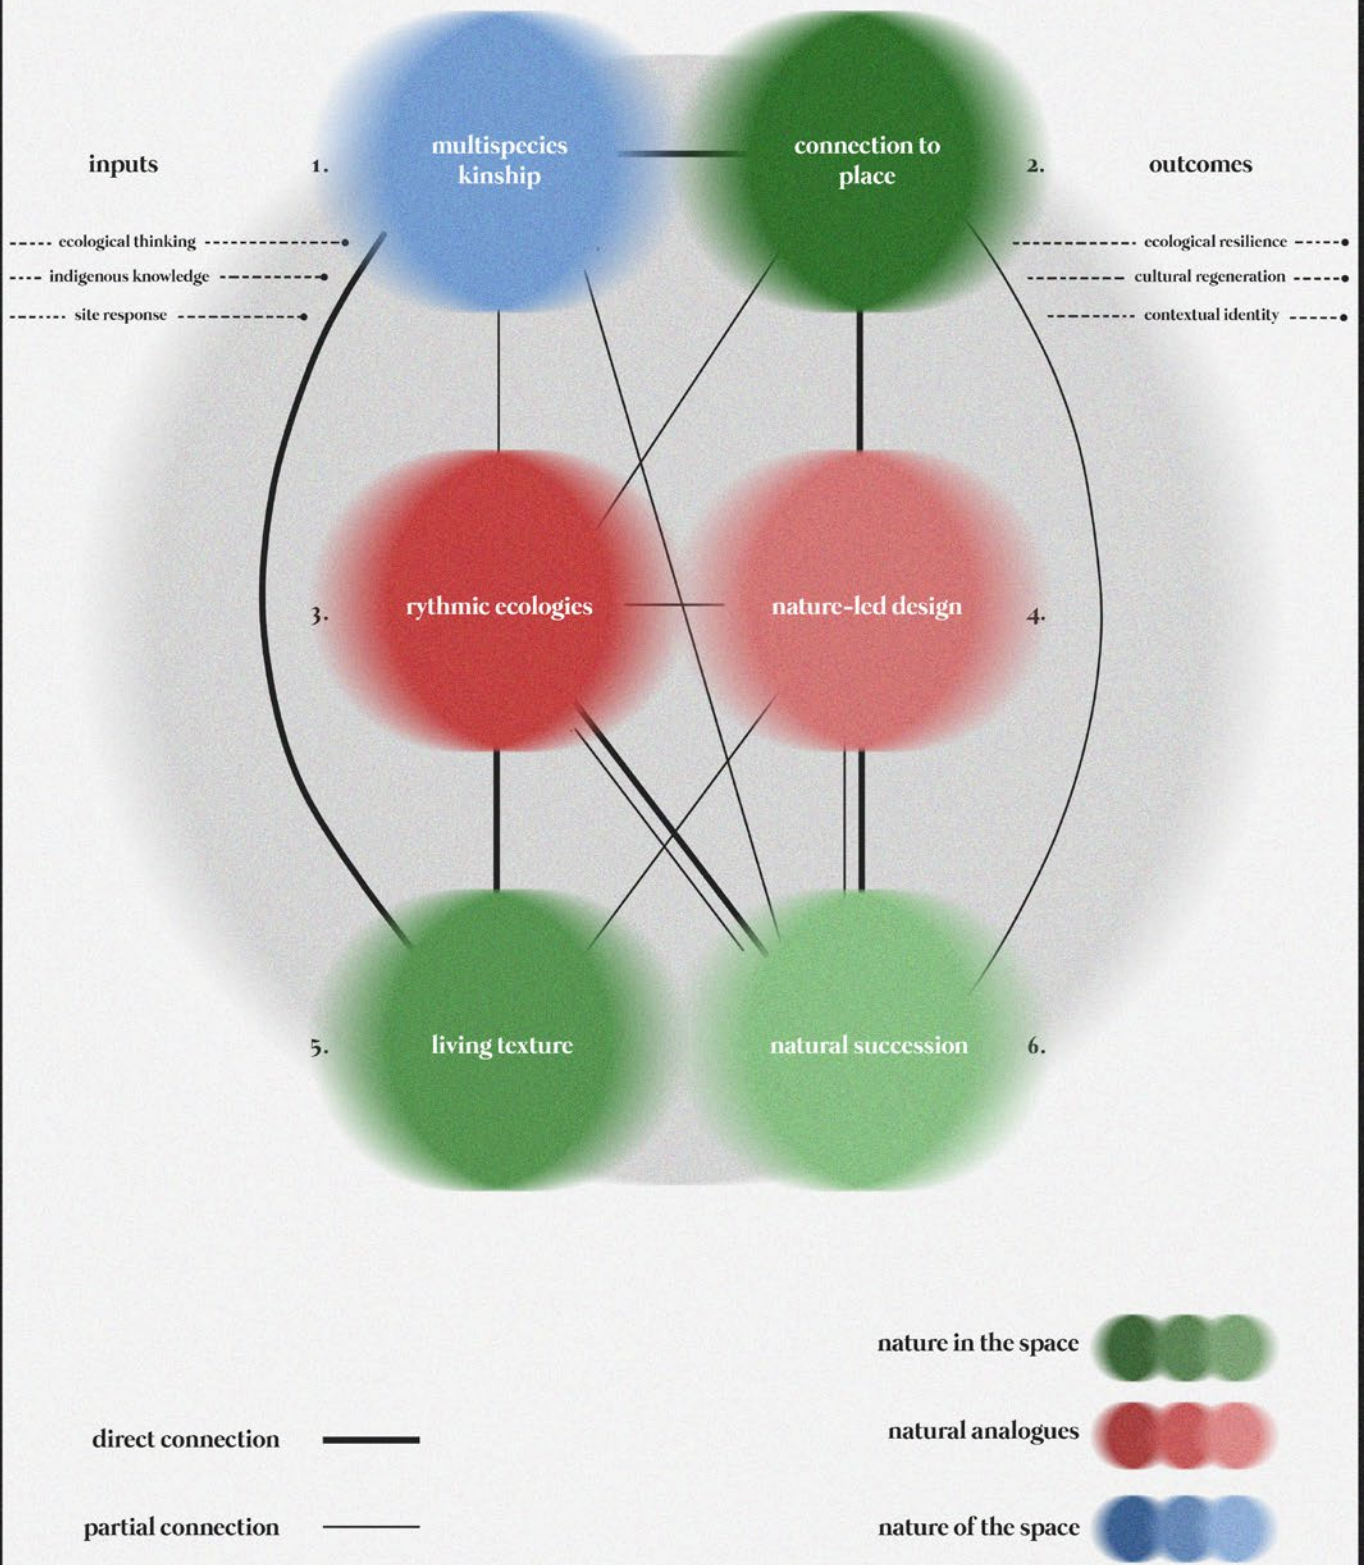 multispecies
kinship
connection to
place
inputs
1.
2.
outcomes
ecological thinking
indigenous knowledge
site response
ecological resilience
cultural regeneration
contextual identity
3.
rythmic ecologies
nature-led design
4.
5.
living texture
natural succession
6.
nature in the space
natural analogues
nature of the space
direct connection
partial connection